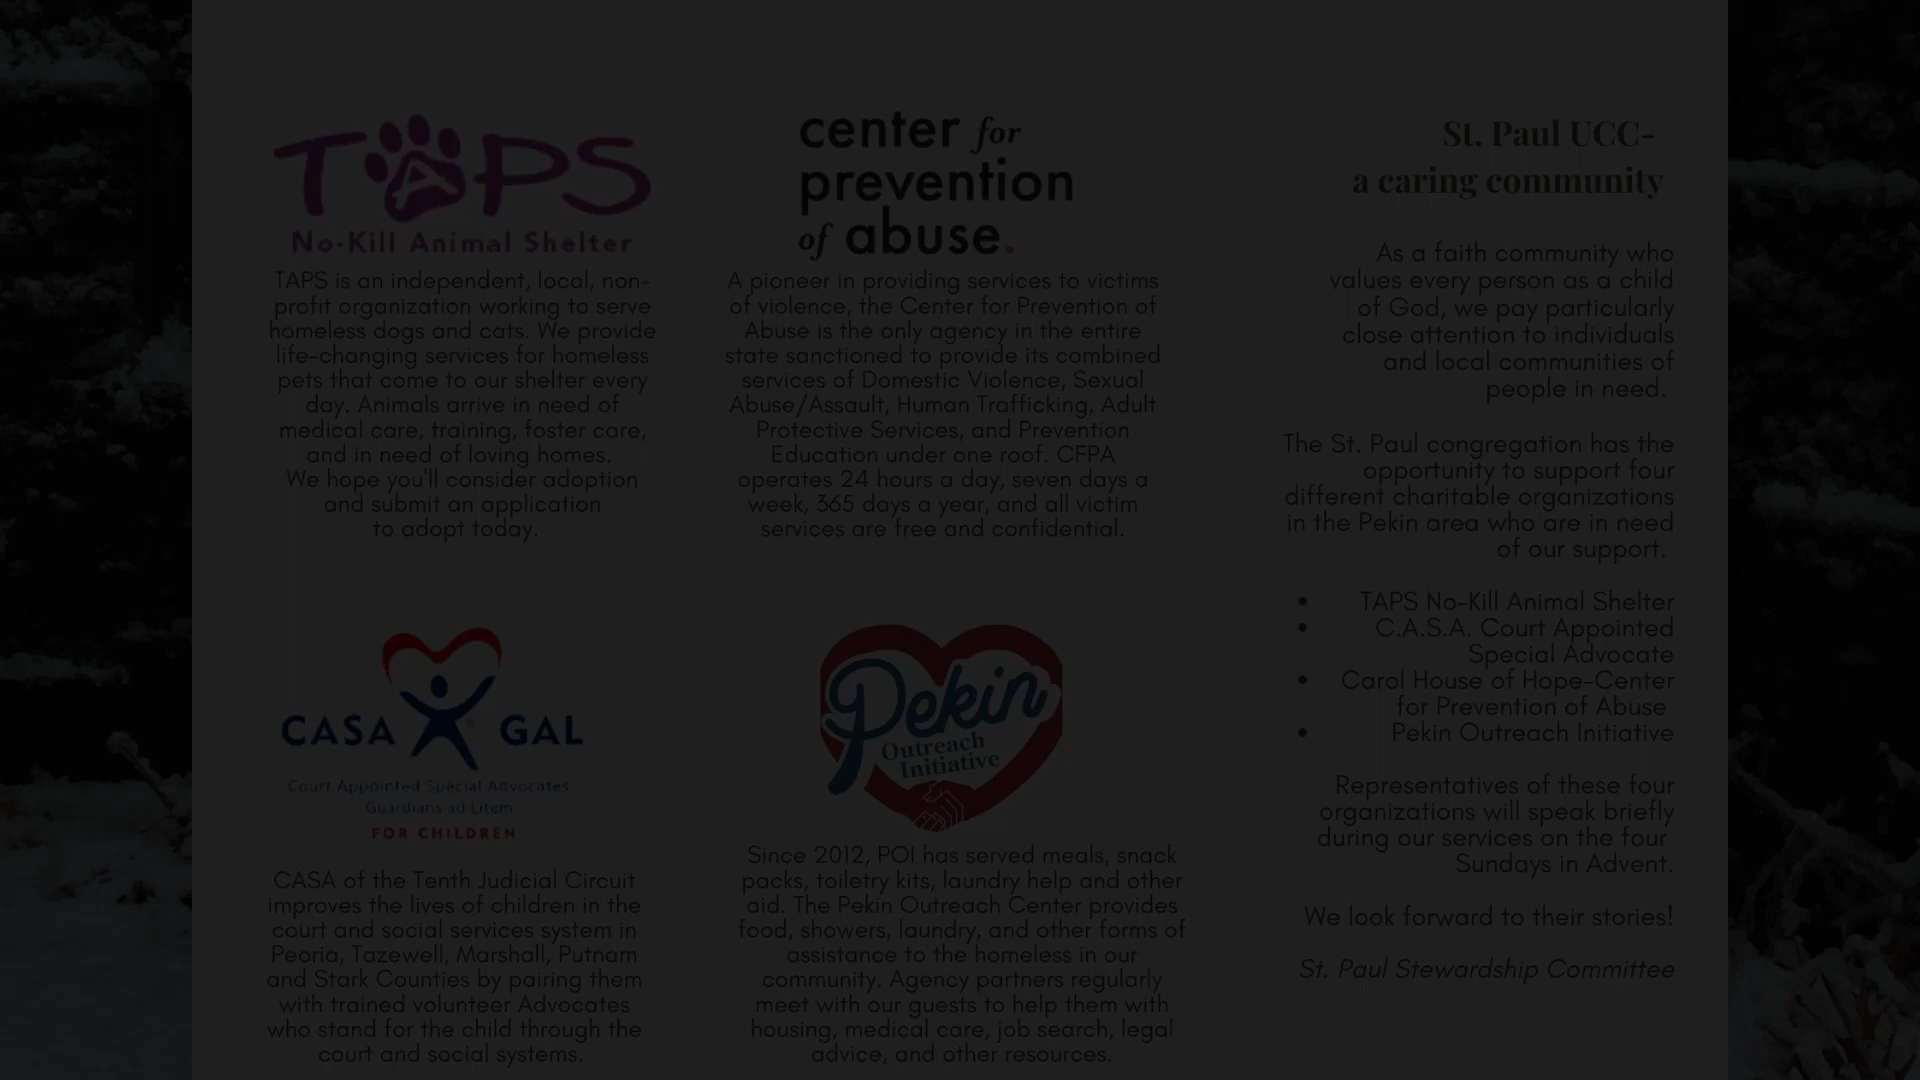 TAPS
No-Kill Animal Shelter
TAPS is an independent, local, non-
profit organization working to serve
homeless dogs and cats. We provide
life-changing services for homeless
pets that come to our shelter every
day. Animals arrive in need of
medical care, training, foster care,
and in need of loving homes.
We hope you'll consider adoption
and submit an application
to adopt today.
center for
prevention
of abuse.
A pioneer in providing services to victims
of violence, the Center for Prevention of
Abuse is the only agency in the entire
state sanctioned to provide its combined
services of Domestic Violence, Sexual
Abuse/Assault, Human Trafficking, Adult
Protective Services, and Prevention
Education under one roof. CFPA
operates 24 hours a day, seven days a
week, 365 days a year, and all victim
services are free and confidential.
CASA GAL
Court Appointed Special Advocates
Guardians ad Litem
FOR CHILDREN
CASA of the Tenth Judicial Circuit
improves the lives of children in the
court and social services system in
Peoria, Tazewell, Marshall, Putnam
and Stark Counties by pairing them
with trained volunteer Advocates
who stand for the child through the
court and social systems.
Pekin
Outreach
Initiative
Since 2012, POI has served meals, snack
packs, toiletry kits, laundry help and other
aid. The Pekin Outreach Center provides
food, showers, laundry, and other forms of
assistance to the homeless in our
community. Agency partners regularly
meet with our guests to help them with
housing, medical care, job search, legal
advice, and other resources.
St. Paul UCC-
a caring community
As a faith community who
values every person as a child
of God, we pay particularly
close attention to individuals
and local communities of
people in need.
The St. Paul congregation has the
opportunity to support four
different charitable organizations
in the Pekin area who are in need
of our support.
• TAPS No-Kill Animal Shelter
• C.A.S.A. Court Appointed
Special Advocate
• Carol House of Hope-Center
for Prevention of Abuse
• Pekin Outreach Initiative
Representatives of these four
organizations will speak briefly
during our services on the four
Sundays in Advent.
We look forward to their stories!
St. Paul Stewardship Committee